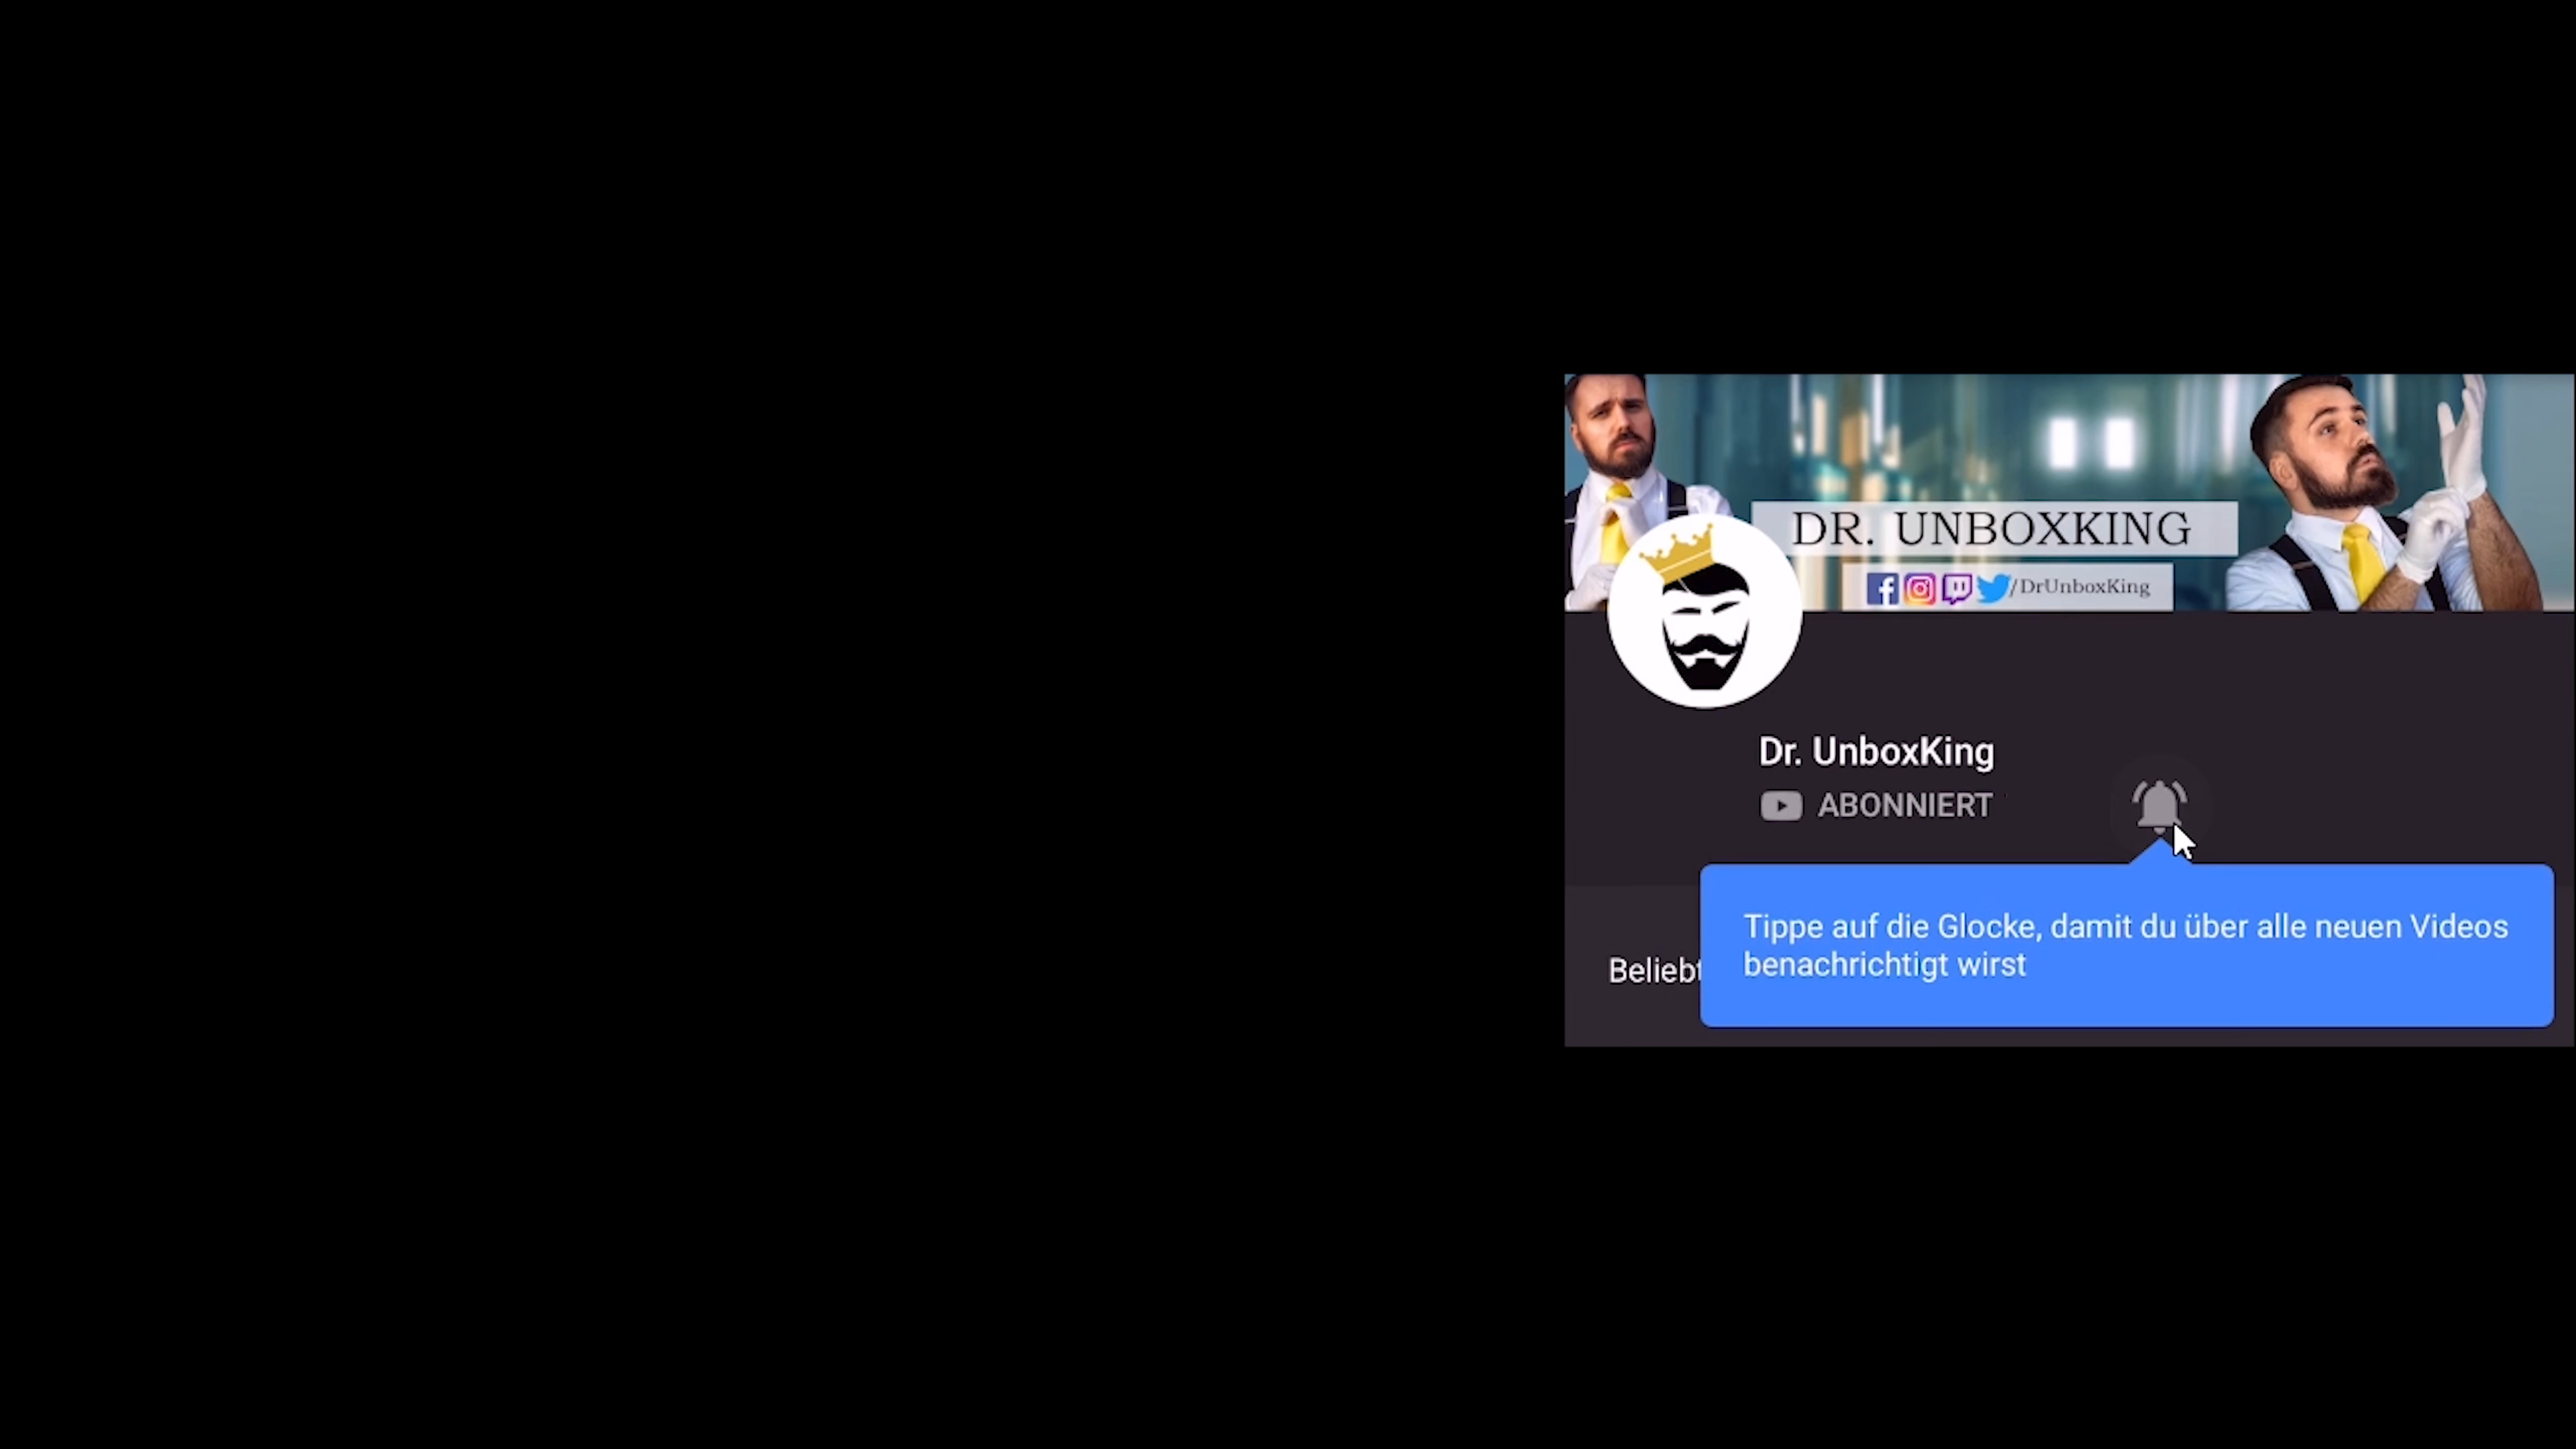 DR. UNBOXKING
/DrUnboxKing
Dr. UnboxKing
ABONNIERT
Tippe auf die Glocke, damit du über alle neuen Videos
benachrichtigt wirst